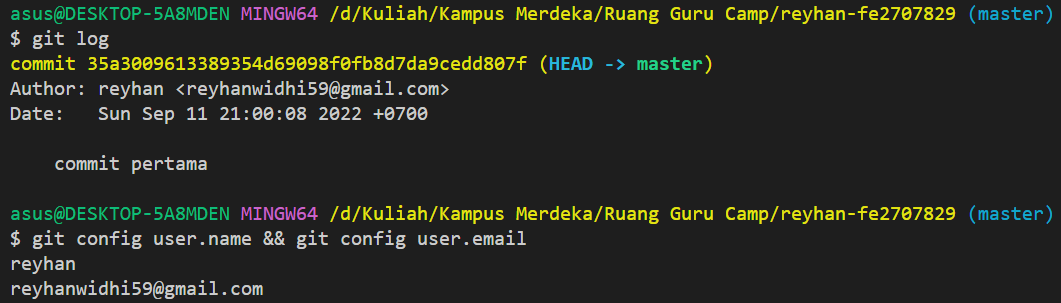 asus@DESKTOP-5A8MDEN MINGW64 /d/Kuliah/Kampus Merdeka/Ruang Guru Camp/reyhan-fe2707829 (master)
$ git log
commit 35a3009613389354d69098f0fb8d7da9cedd807f (HEAD -> master)
Author: reyhan <reyhanwidhi59@gmail.com>
Date:   Sun Sep 11 21:00:08 2022 +0700
    commit pertama
asus@DESKTOP-5A8MDEN MINGW64 /d/Kuliah/Kampus Merdeka/Ruang Guru Camp/reyhan-fe2707829 (master)
$ git config user.name && git config user.email
reyhan
reyhanwidhi59@gmail.com